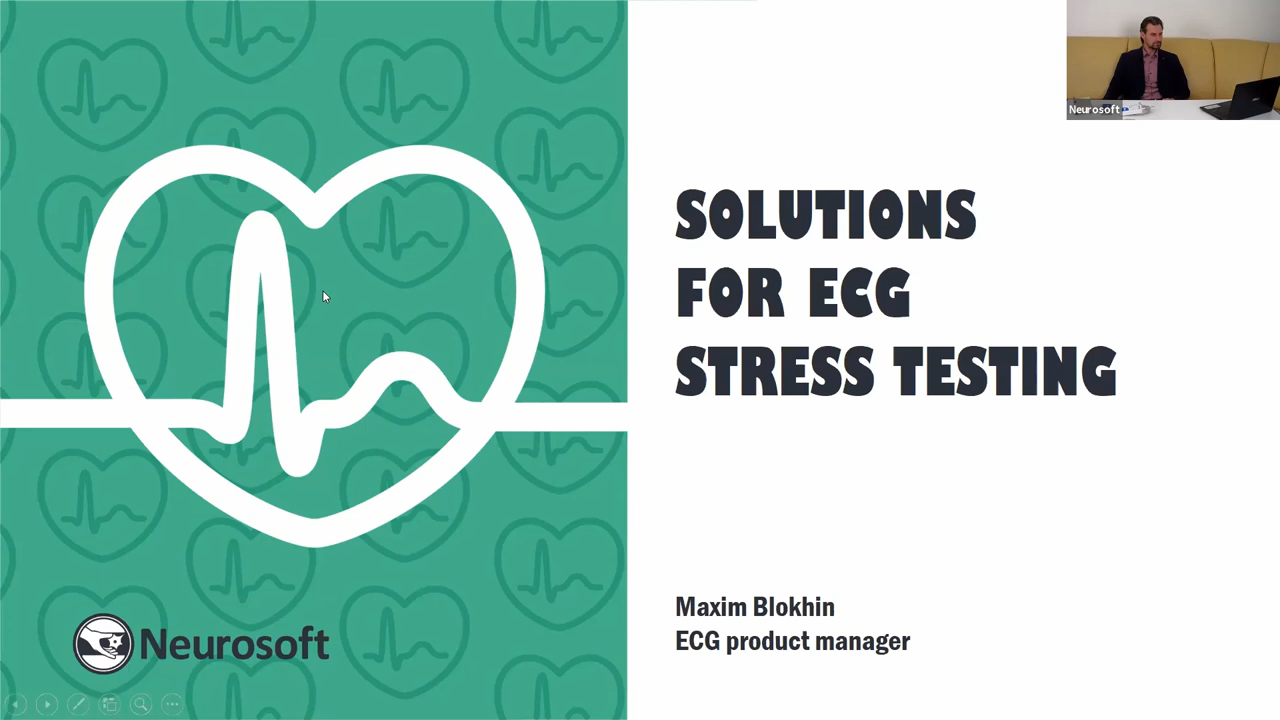 Neurosoft
SOLUTIONS
FOR ECG
STRESS TESTING
Maxim Blokhin
ECG product manager
Neurosoft